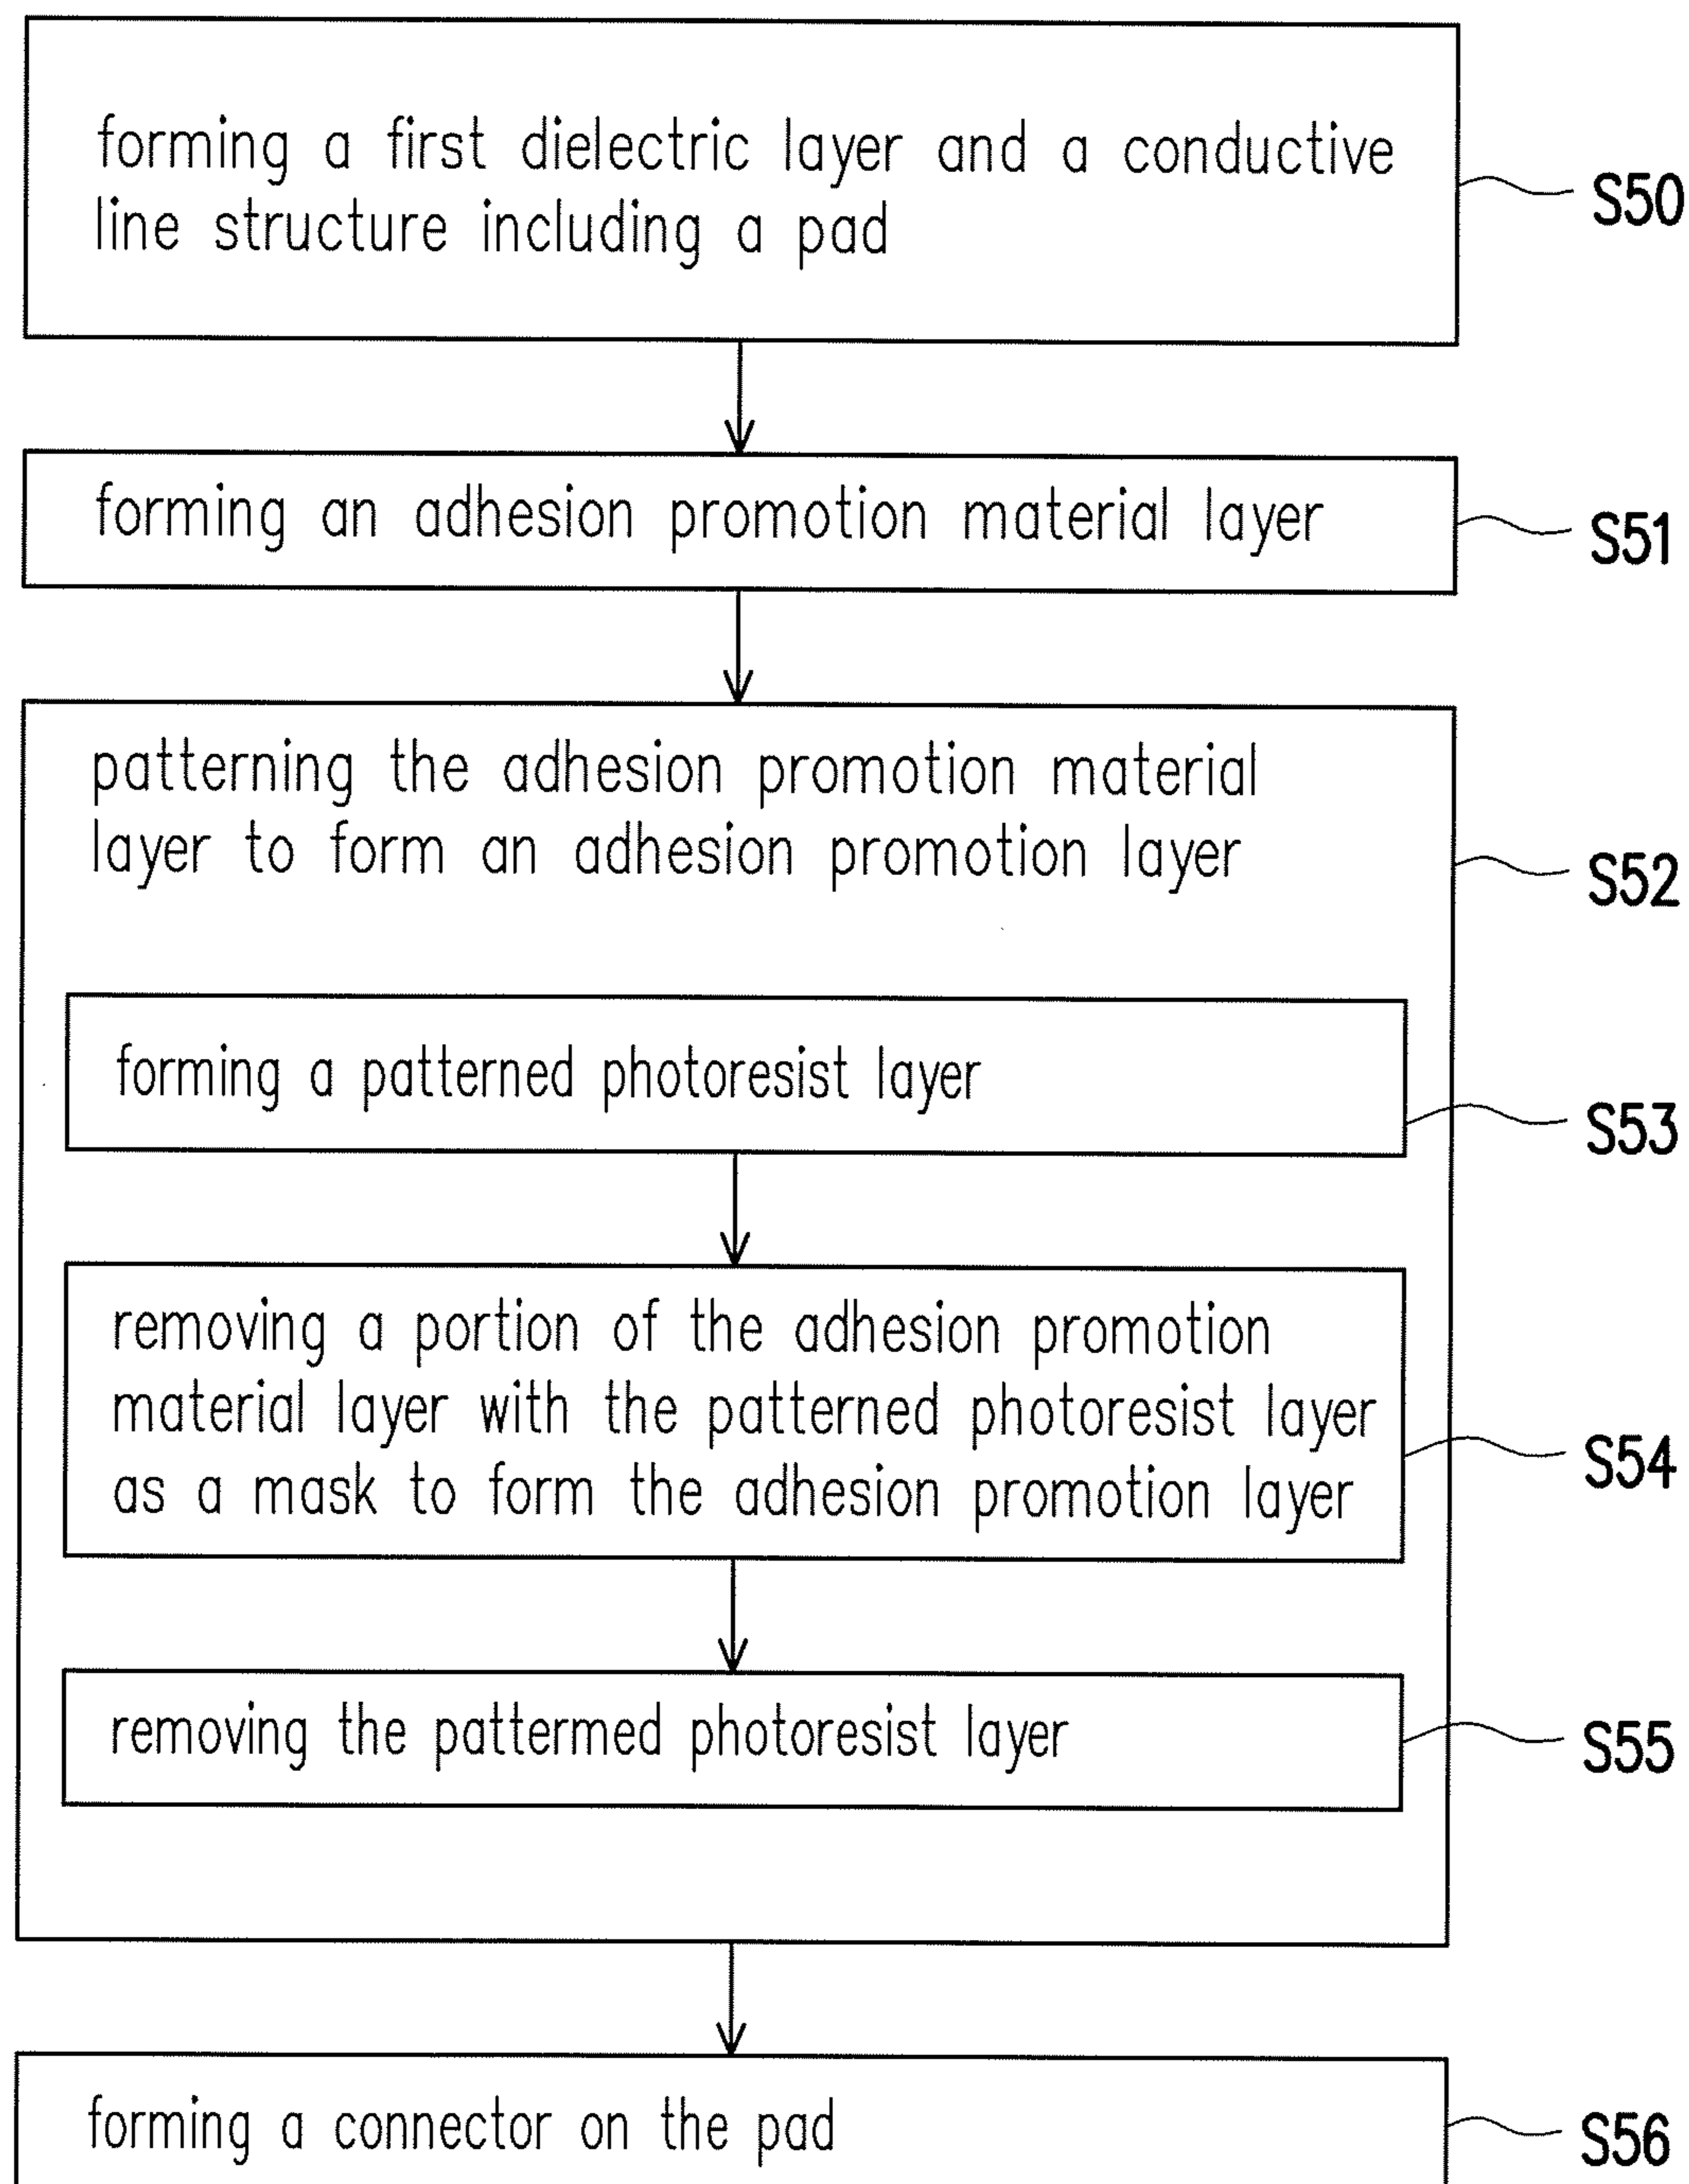 forming a first dielectric layer and a conductive
line structure including a pad
S50
forming an adhesion promotion material layer
S51
patterning the adhesion promotion material
layer to form an adhesion promotion layer
S52
forming a patterned photoresist layer
S53
removing a portion of the adhesion promotion
material layer with the patterned photoresist layer
as a mask to form the adhesion promotion layer
S54
removing the pattermed photoresist layer
S55
forming a connector on the pad
S56